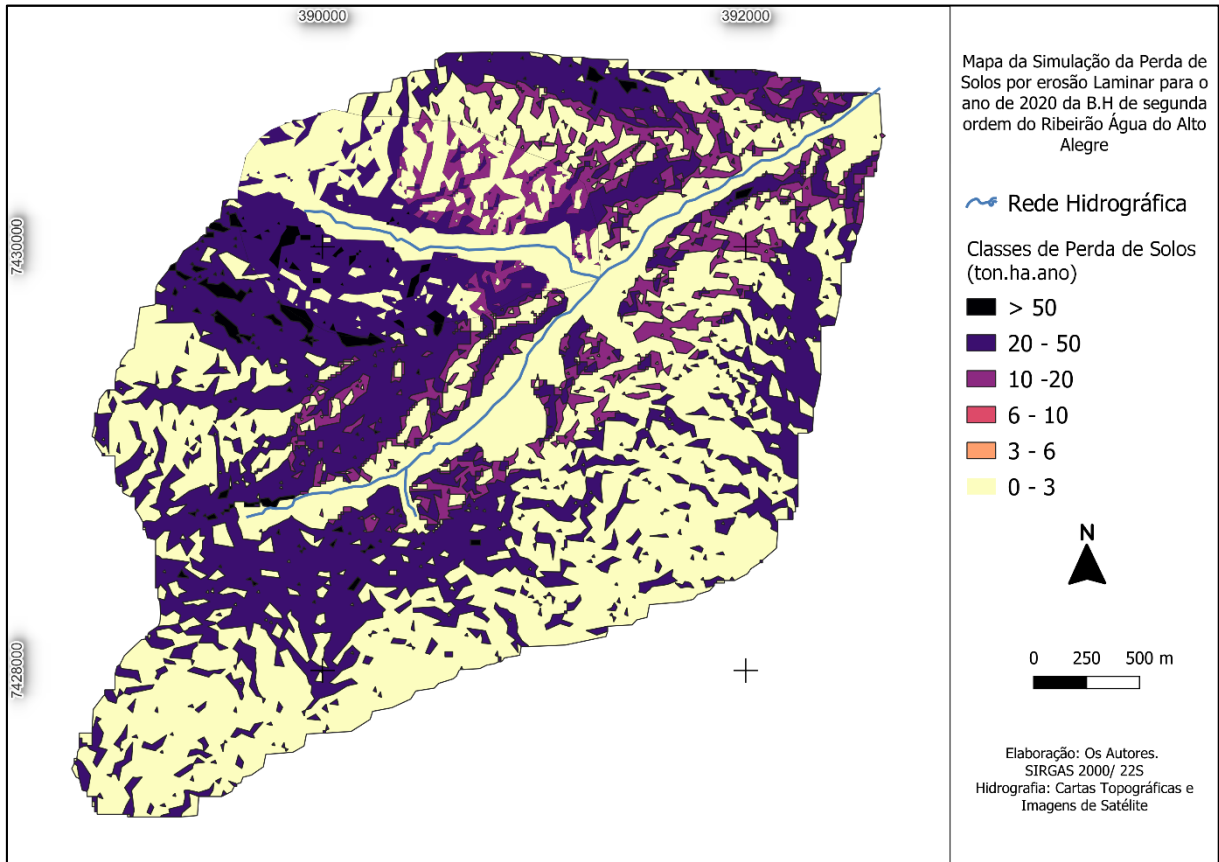 390000
392000
7430000
7428000
Mapa da Simulação da Perda de
Solos por erosão Laminar para o
ano de 2020 da B.H de segunda
ordem do Ribeirão Água do Alto
Alegre
Rede Hidrográfica
Classes de Perda de Solos
(ton.ha.ano)
> 50
20 - 50
10 -20
6 - 10
3 - 6
0 - 3
N
0 250 500 m
Elaboração: Os Autores.
SIRGAS 2000/ 22S
Hidrografia: Cartas Topográficas e
Imagens de Satélite